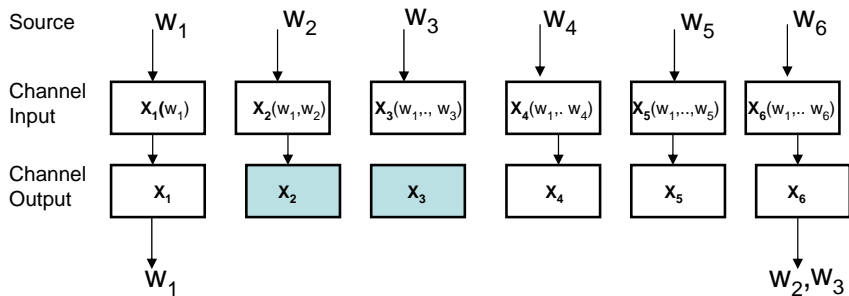 Source W₁ W₂ W₃ W₄ W₅ W₆
Channel Input X₁(w₁) X₂(w₁,w₂) X₃(w₁,., w₃) X₄(w₁,. w₄) X₅(w₁,..,w₅) X₆(w₁,.. w₆)
Channel Output X₁ X₂ X₃ X₄ X₅ X₆
W₁ W₂,W₃